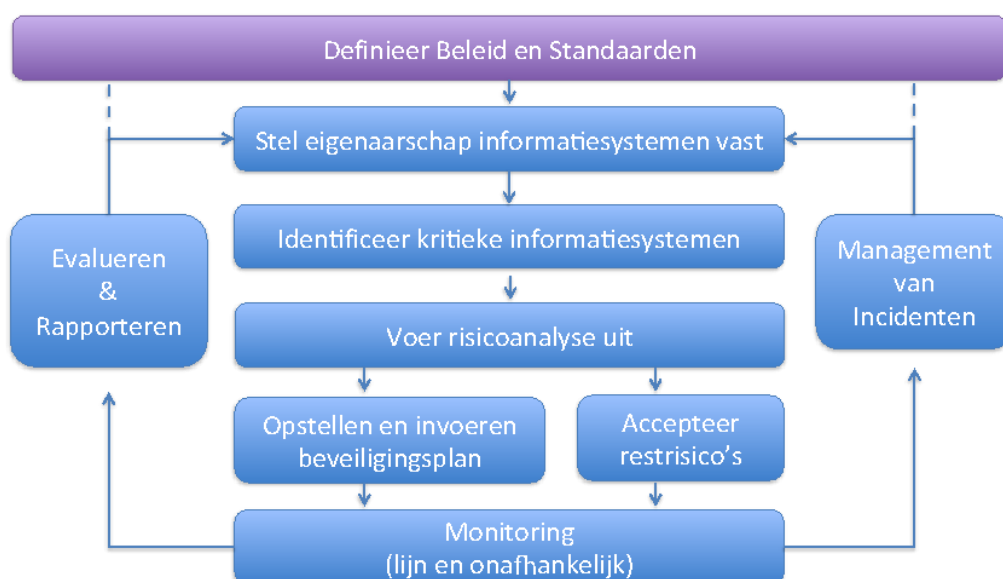 Definieer Beleid en Standaarden
Stel eigenaarschap informatiesystemen vast
Identificeer kritieke informatiesystemen
Evalueren
&
Rapporteren
Management
van
Incidenten
Voer risicoanalyse uit
Opstellen en invoeren
beveiligingsplan
Accepteer
restrisico’s
Monitoring
(lijn en onafhankelijk)